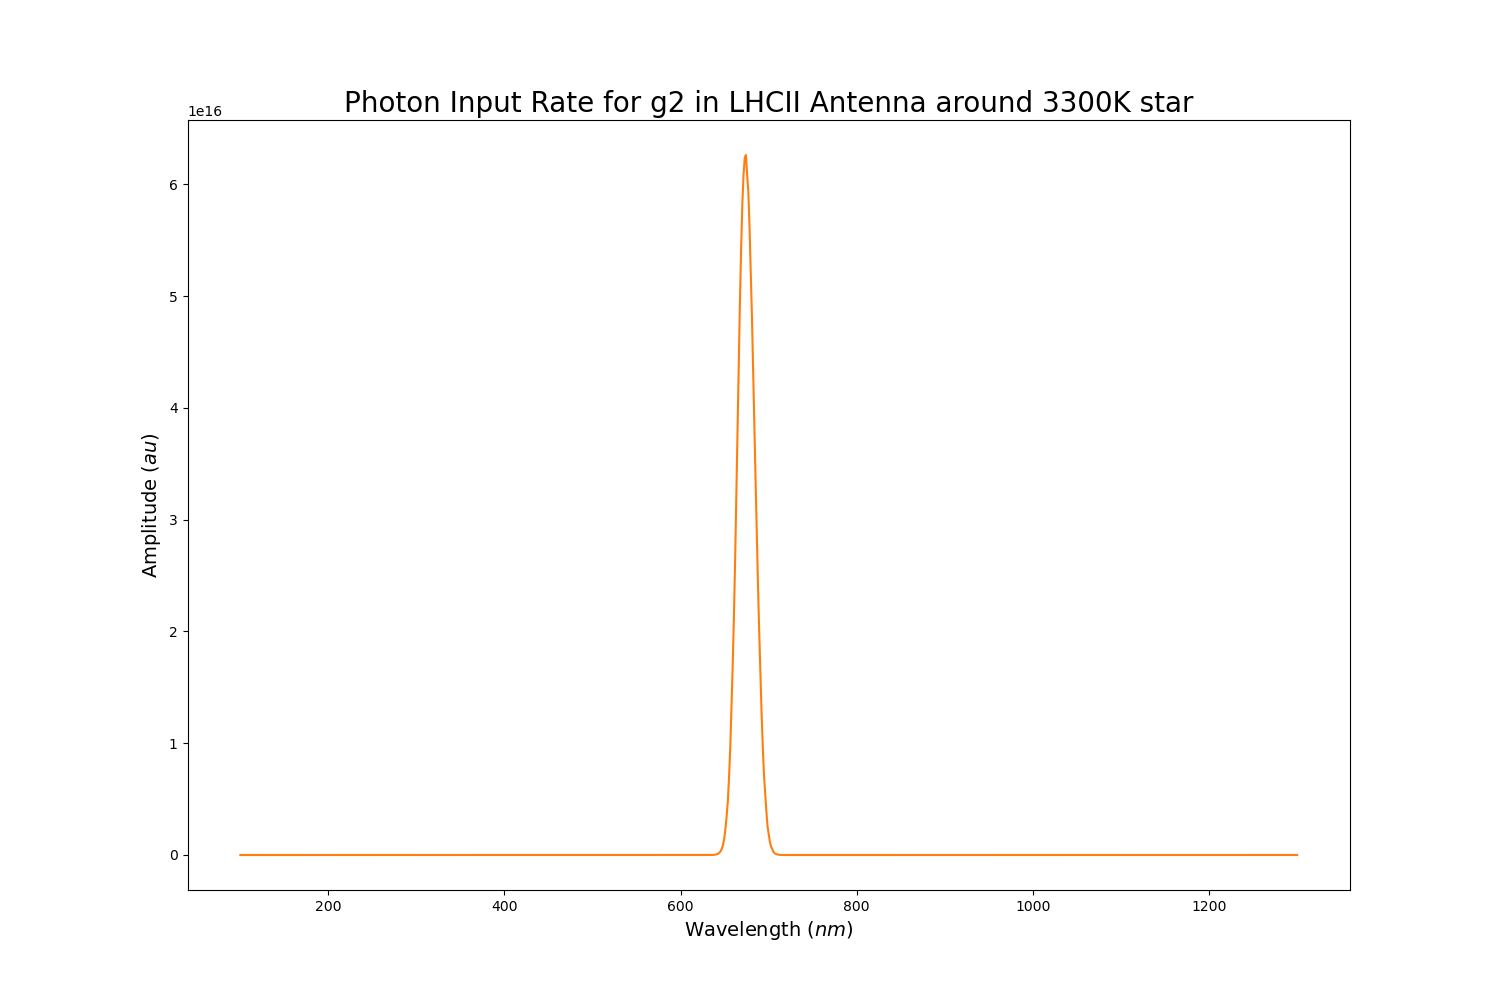 Photon Input Rate for g2 in LHCII Antenna around 3300K star
1e16
6
5
4
3
2
1
0
Amplitude (au)
200 400 600 800 1000 1200
Wavelength (nm)